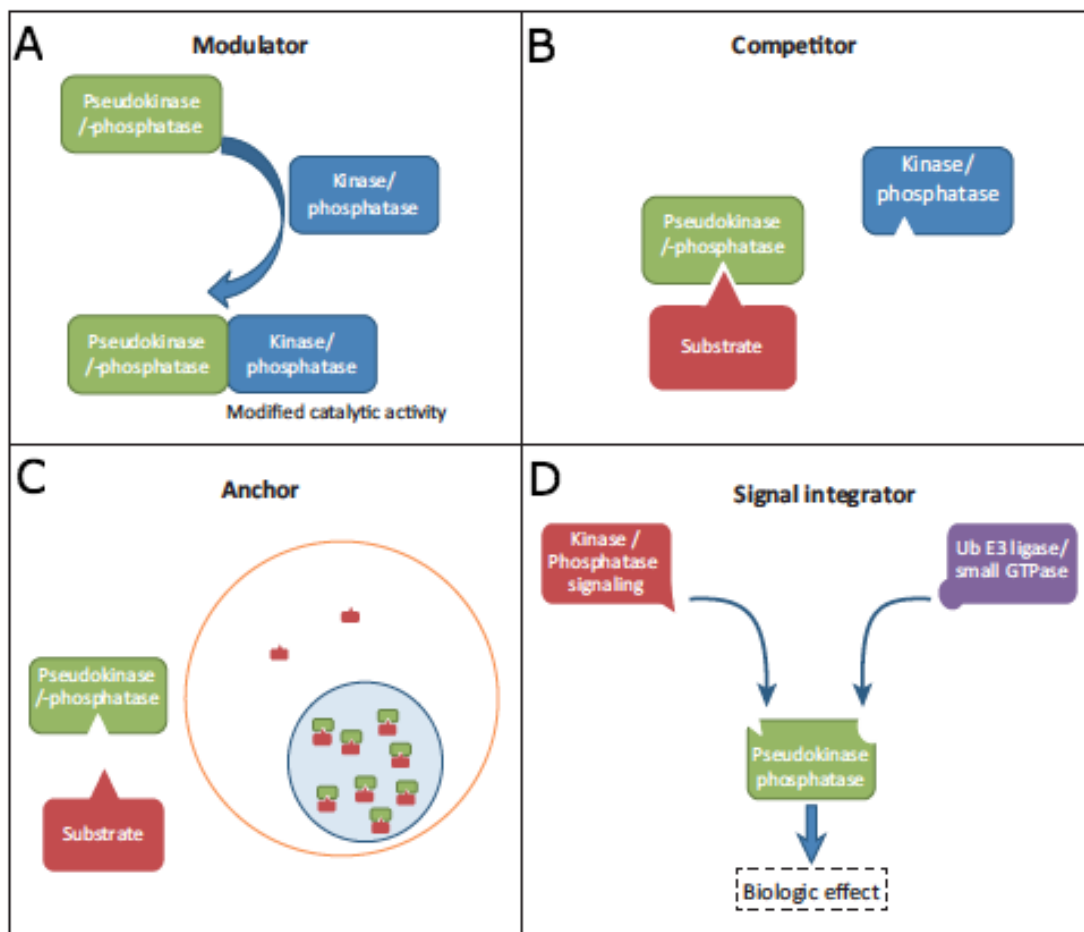 A
Modulator
Pseudokinase
/-phosphatase
Kinase/
phosphatase
Pseudokinase
/-phosphatase
Kinase/
phosphatase
Modified catalytic activity
B
Competitor
Kinase/
phosphatase
Pseudokinase
/-phosphatase
Substrate
C
Anchor
Pseudokinase
/-phosphatase
Substrate
D
Signal integrator
Kinase /
Phosphatase
signaling
Ub E3 ligase/
small GTPase
Pseudokinase
phosphatase
Biologic effect